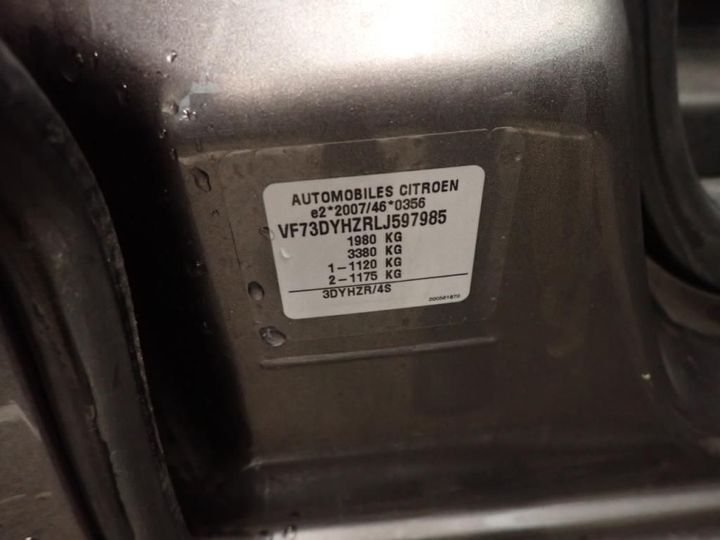 AUTOMOBILES CITROEN
e2*2007/46*0356
VF73DYHZRLJ597985
1980 KG
3380 KG
1-1120 KG
2-1175 KG
3DYHZR/4S